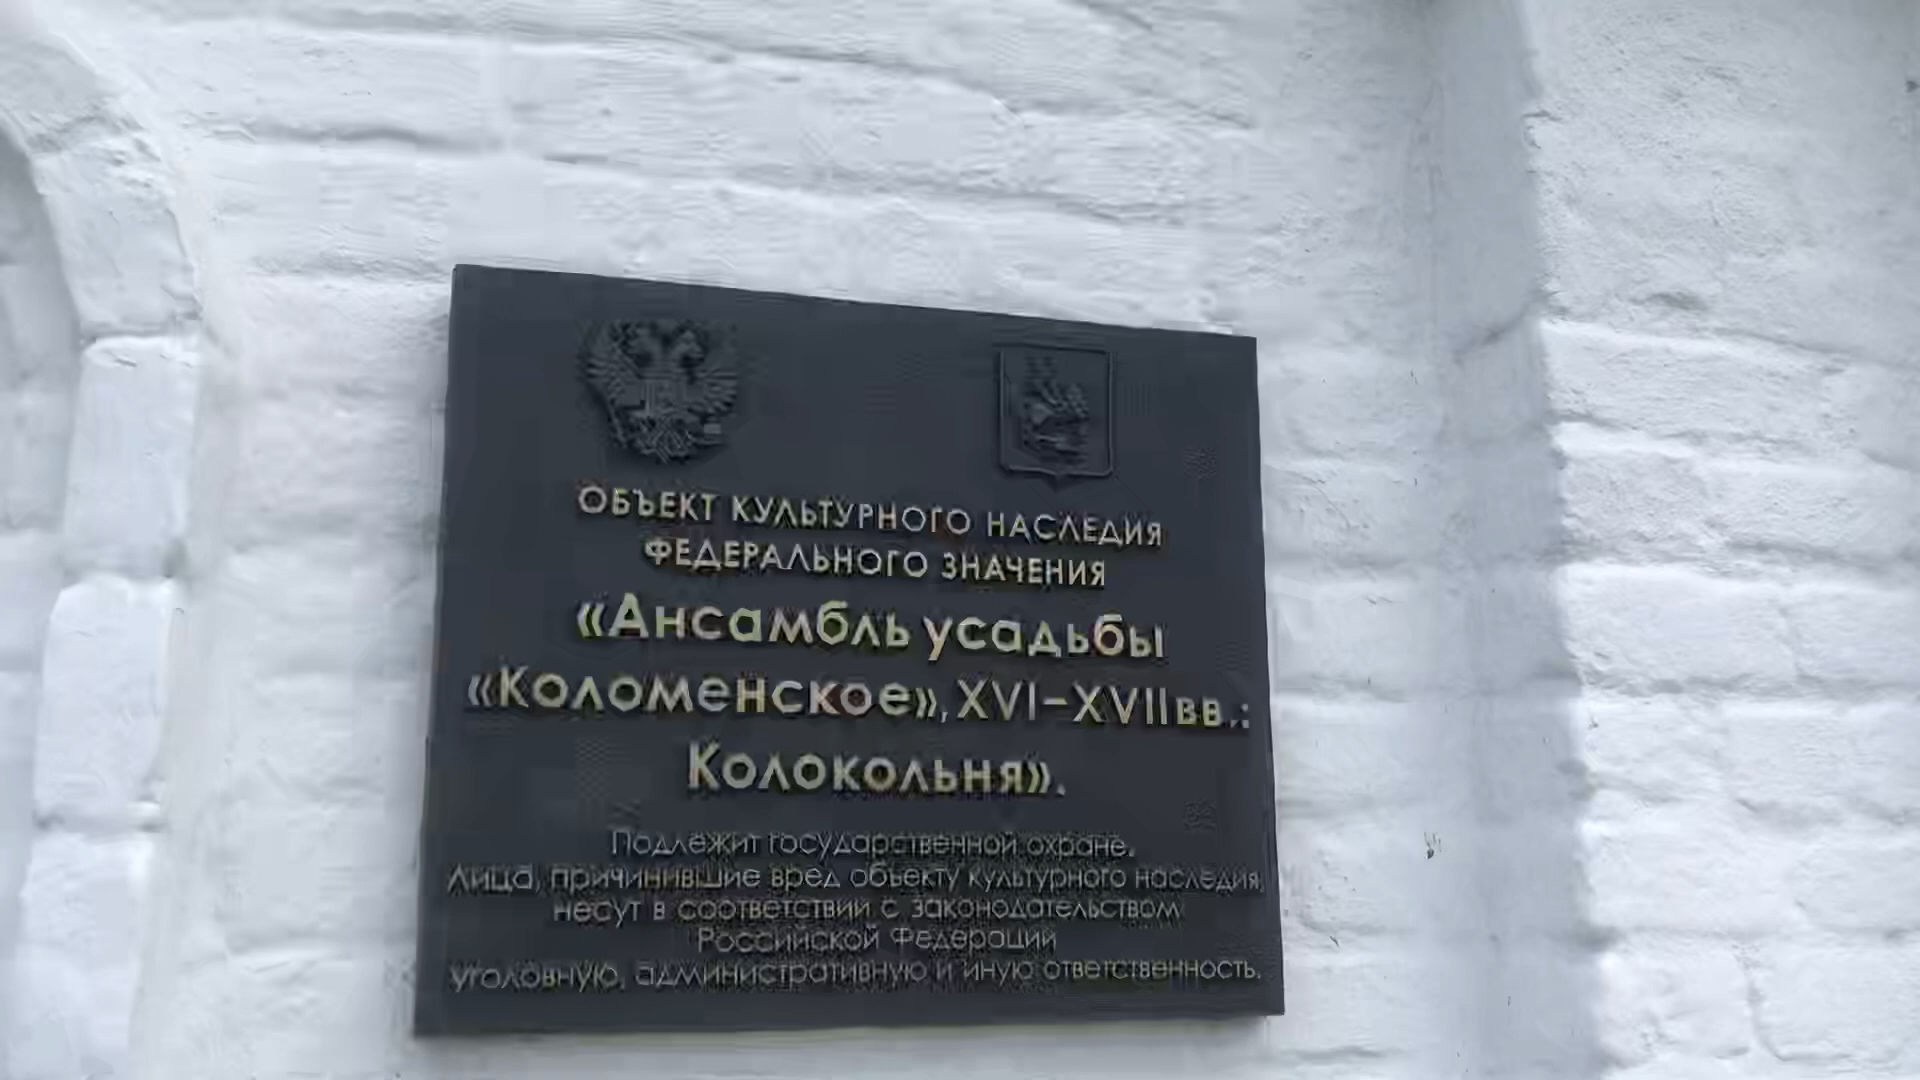 ОБЪЕКТ КУЛЬТУРНОГО НАСЛЕДИЯ
ФЕДЕРАЛЬНОГО ЗНАЧЕНИЯ
«Ансамбль усадьбы
«Коломенское», XVI–XVII вв.:
Колокольня».
Подлежит государственной охране.
Лица, причинившие вред объекту культурного наследия,
несут в соответствии с законодательством
Российской Федерации
уголовную, административную и иную ответственность.